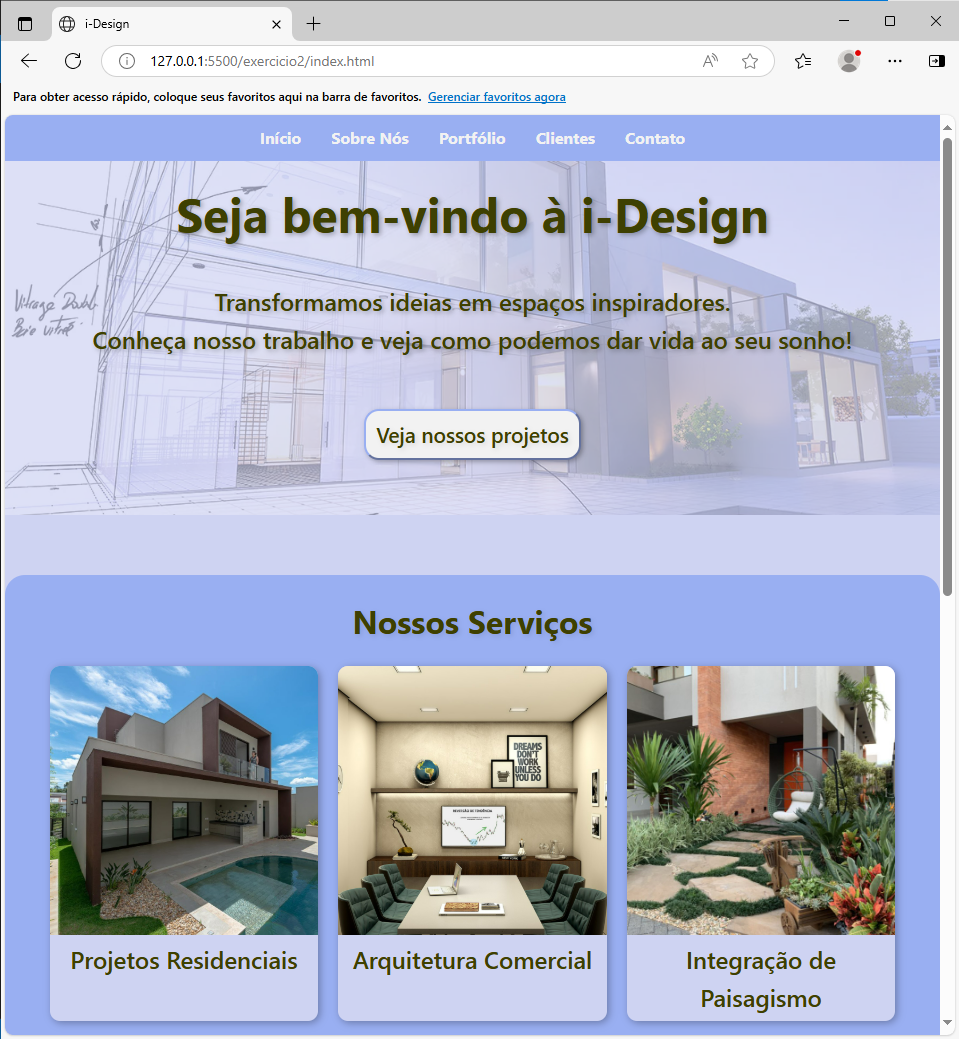 i-Design
127.0.0.1:5500/exercicio2/index.html
Para obter acesso rápido, coloque seus favoritos aqui na barra de favoritos. Gerenciar favoritos agora
Início Sobre Nós Portfólio Clientes Contato
Seja bem-vindo à i-Design
Transformamos ideias em espaços inspiradores.
Conheça nosso trabalho e veja como podemos dar vida ao seu sonho!
Veja nossos projetos
Nossos Serviços
DREAMS
DON'T
WORK
UNLESS
YOU DO
Projetos Residenciais
Arquitetura Comercial
Integração de
Paisagismo